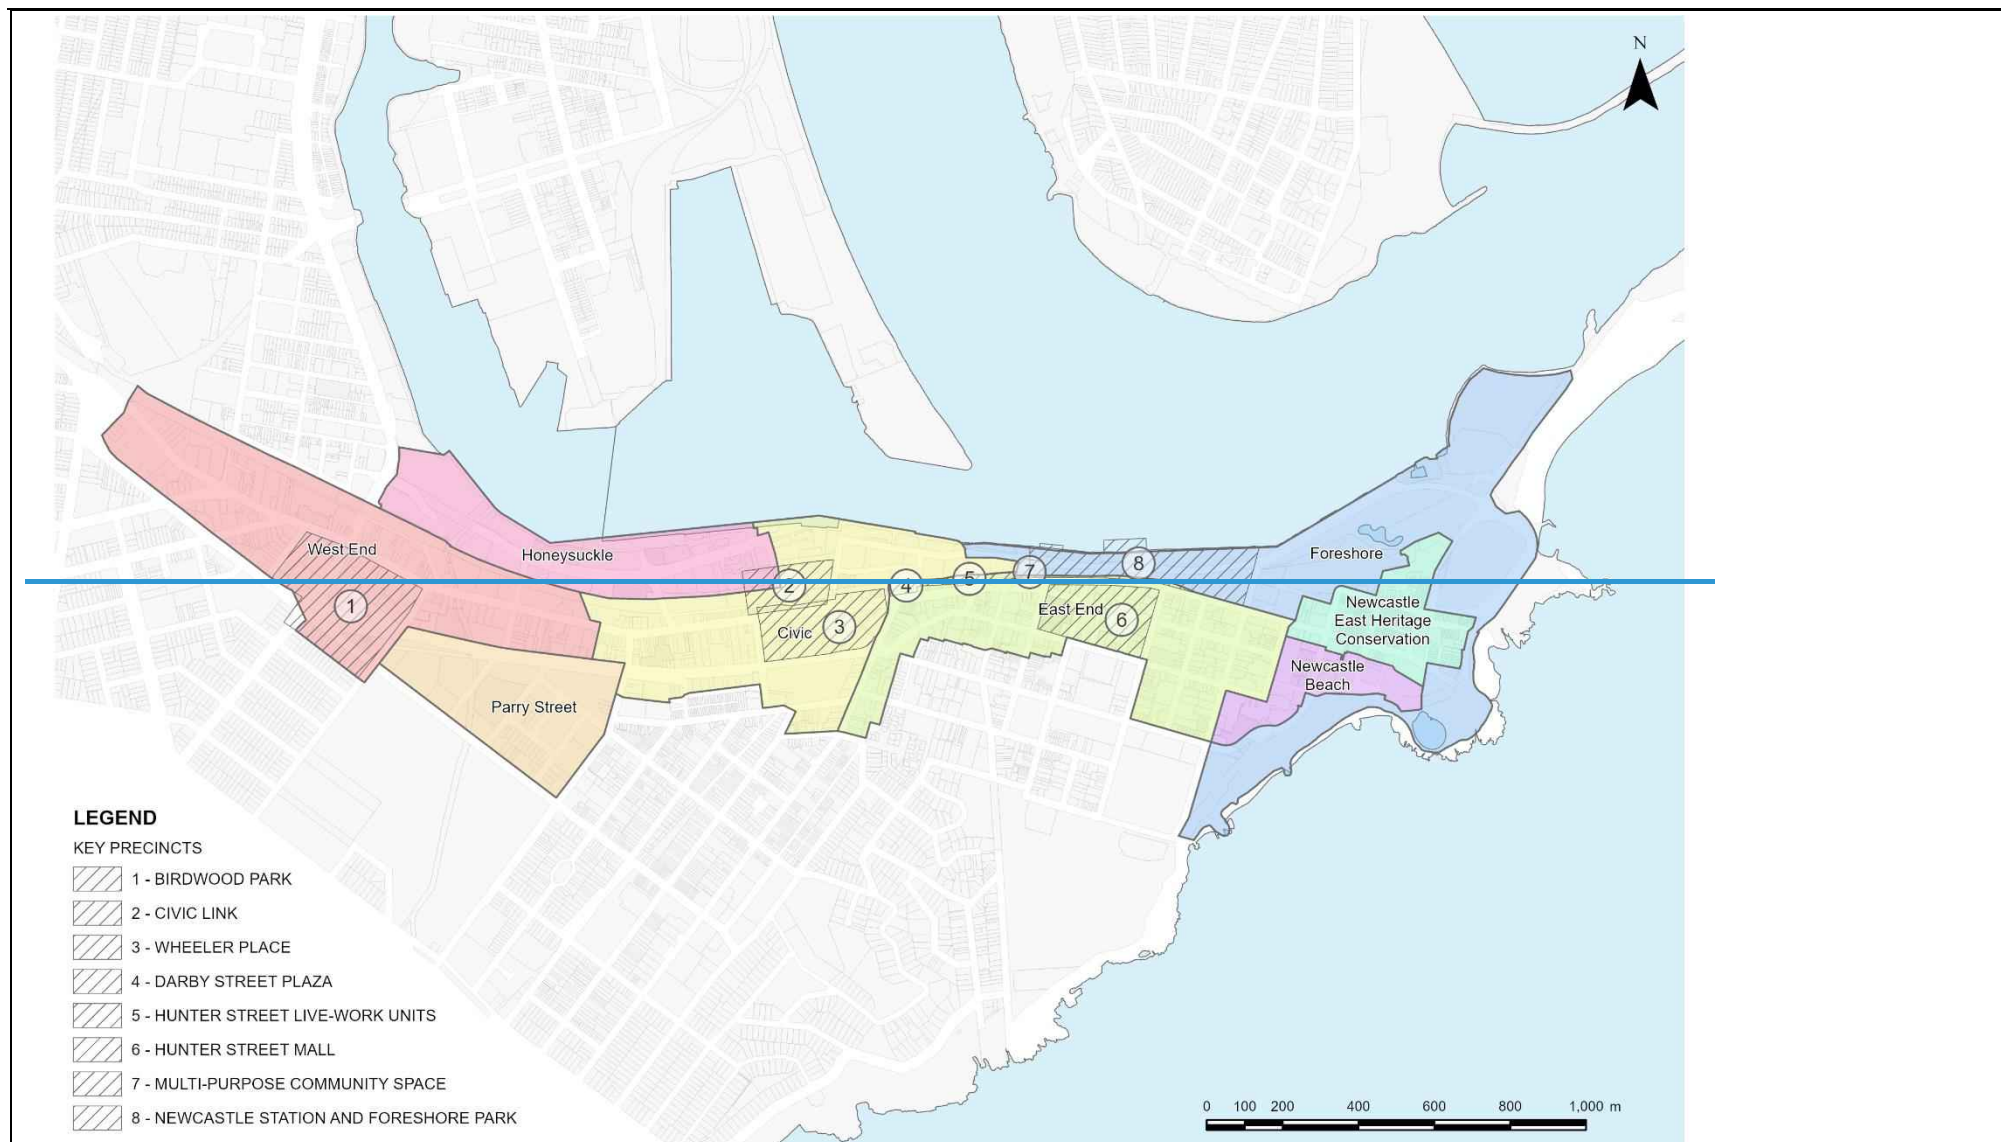 N
West End
Honeysuckle
Foreshore
1
2
3
4
5
6
7
8
Civic
East End
Newcastle
East Heritage
Conservation
Newcastle
Beach
Parry Street
LEGEND
KEY PRECINCTS
1 - BIRDWOOD PARK
2 - CIVIC LINK
3 - WHEELER PLACE
4 - DARBY STREET PLAZA
5 - HUNTER STREET LIVE-WORK UNITS
6 - HUNTER STREET MALL
7 - MULTI-PURPOSE COMMUNITY SPACE
8 - NEWCASTLE STATION AND FORESHORE PARK
0 100 200 400 600 800 1,000 m